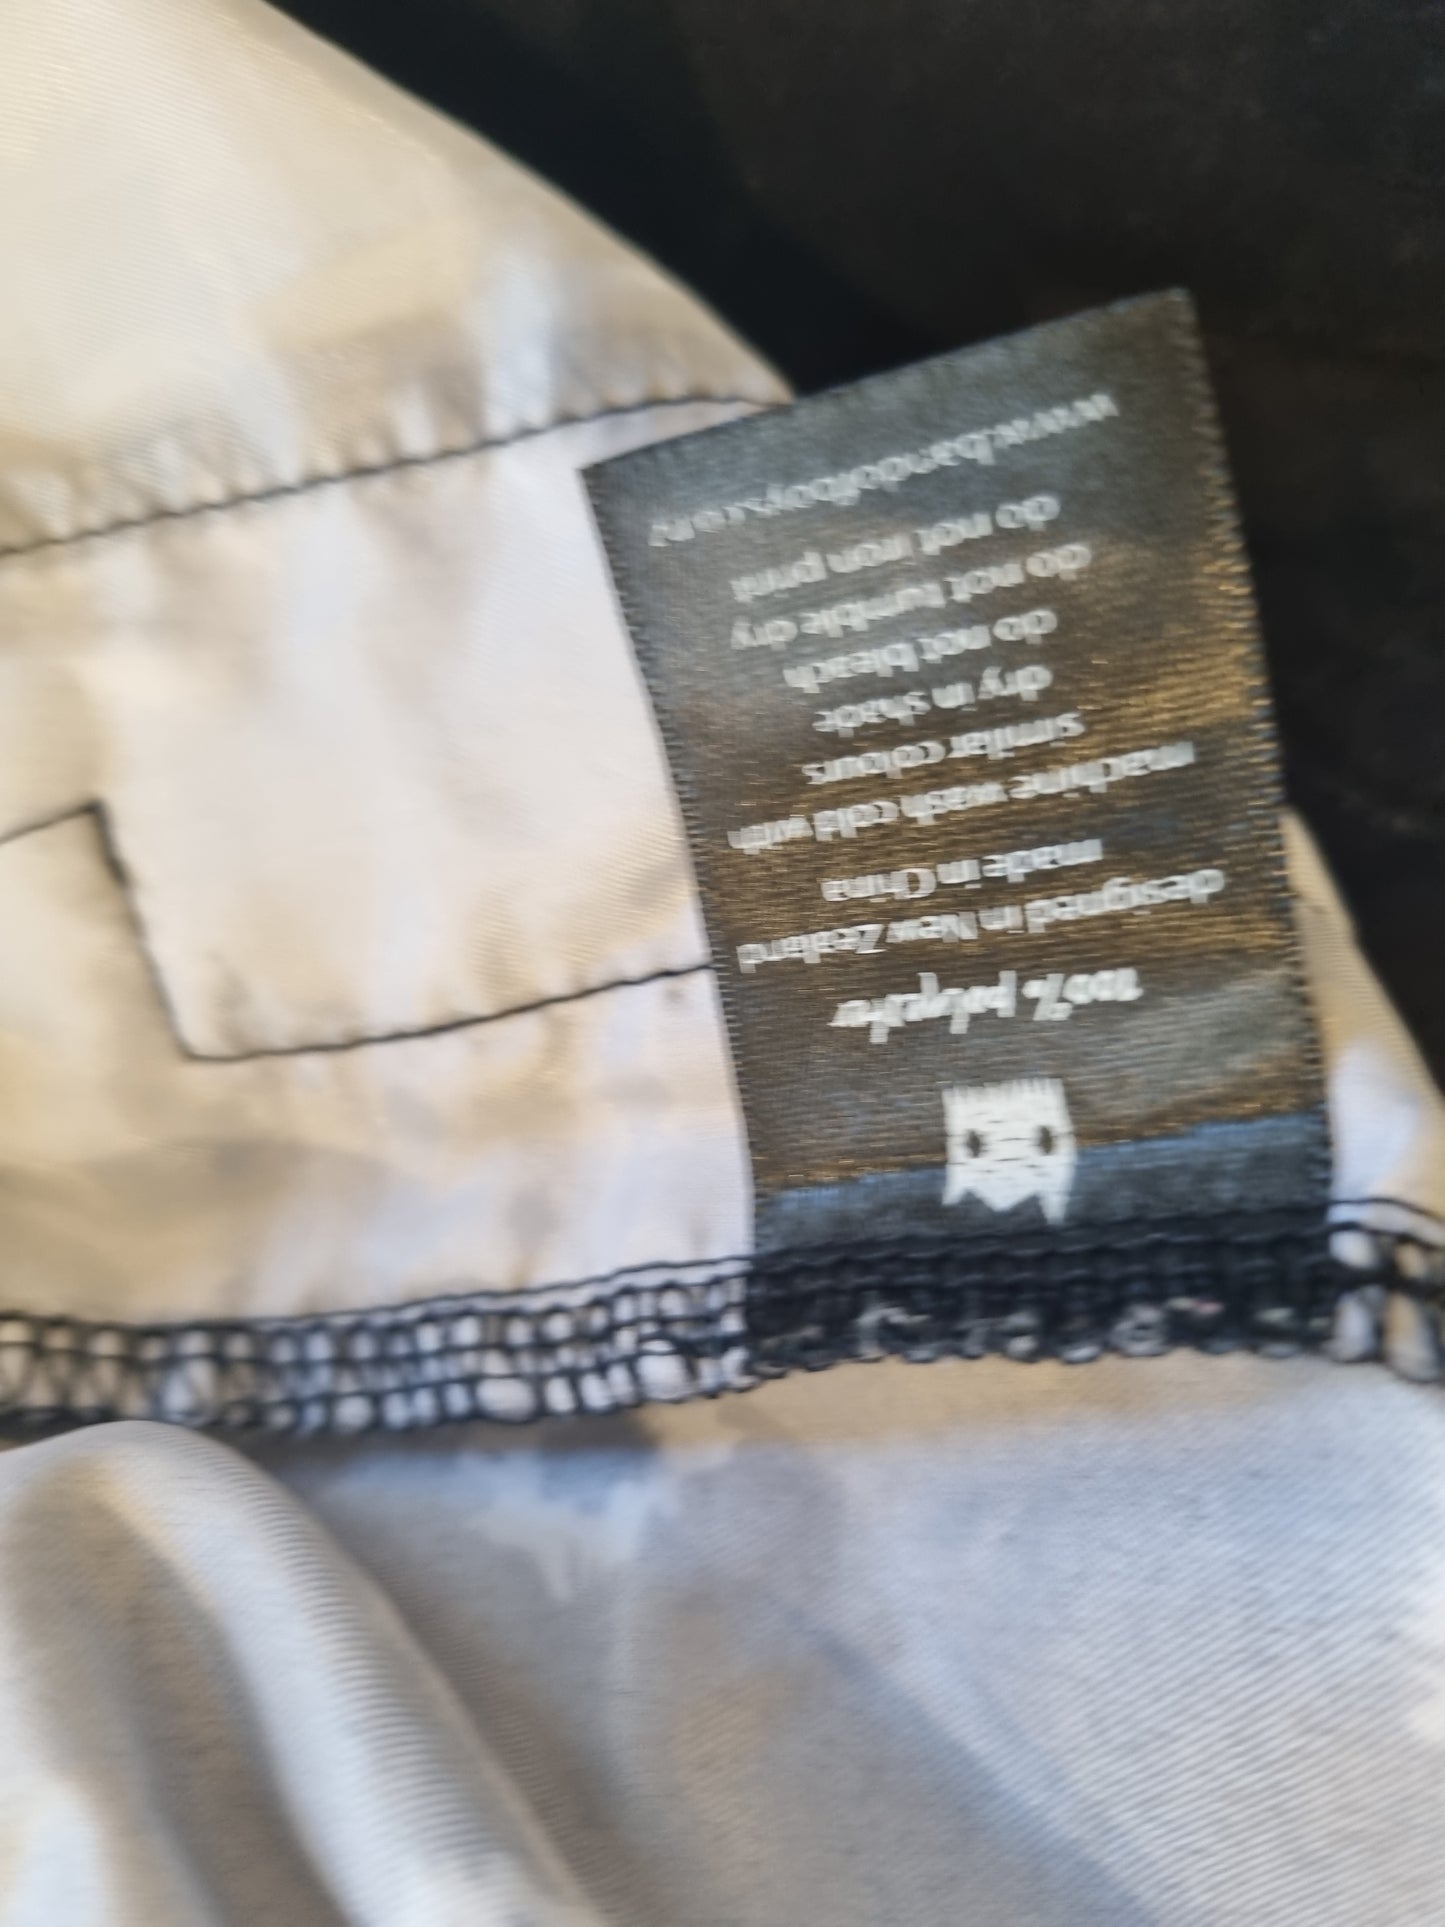 100% polyester
designed in New Zealand
made in China
machine wash cold with
similar colours
dry in shade
do not bleach
do not tumble dry
do not iron print
www.bandofboys.com